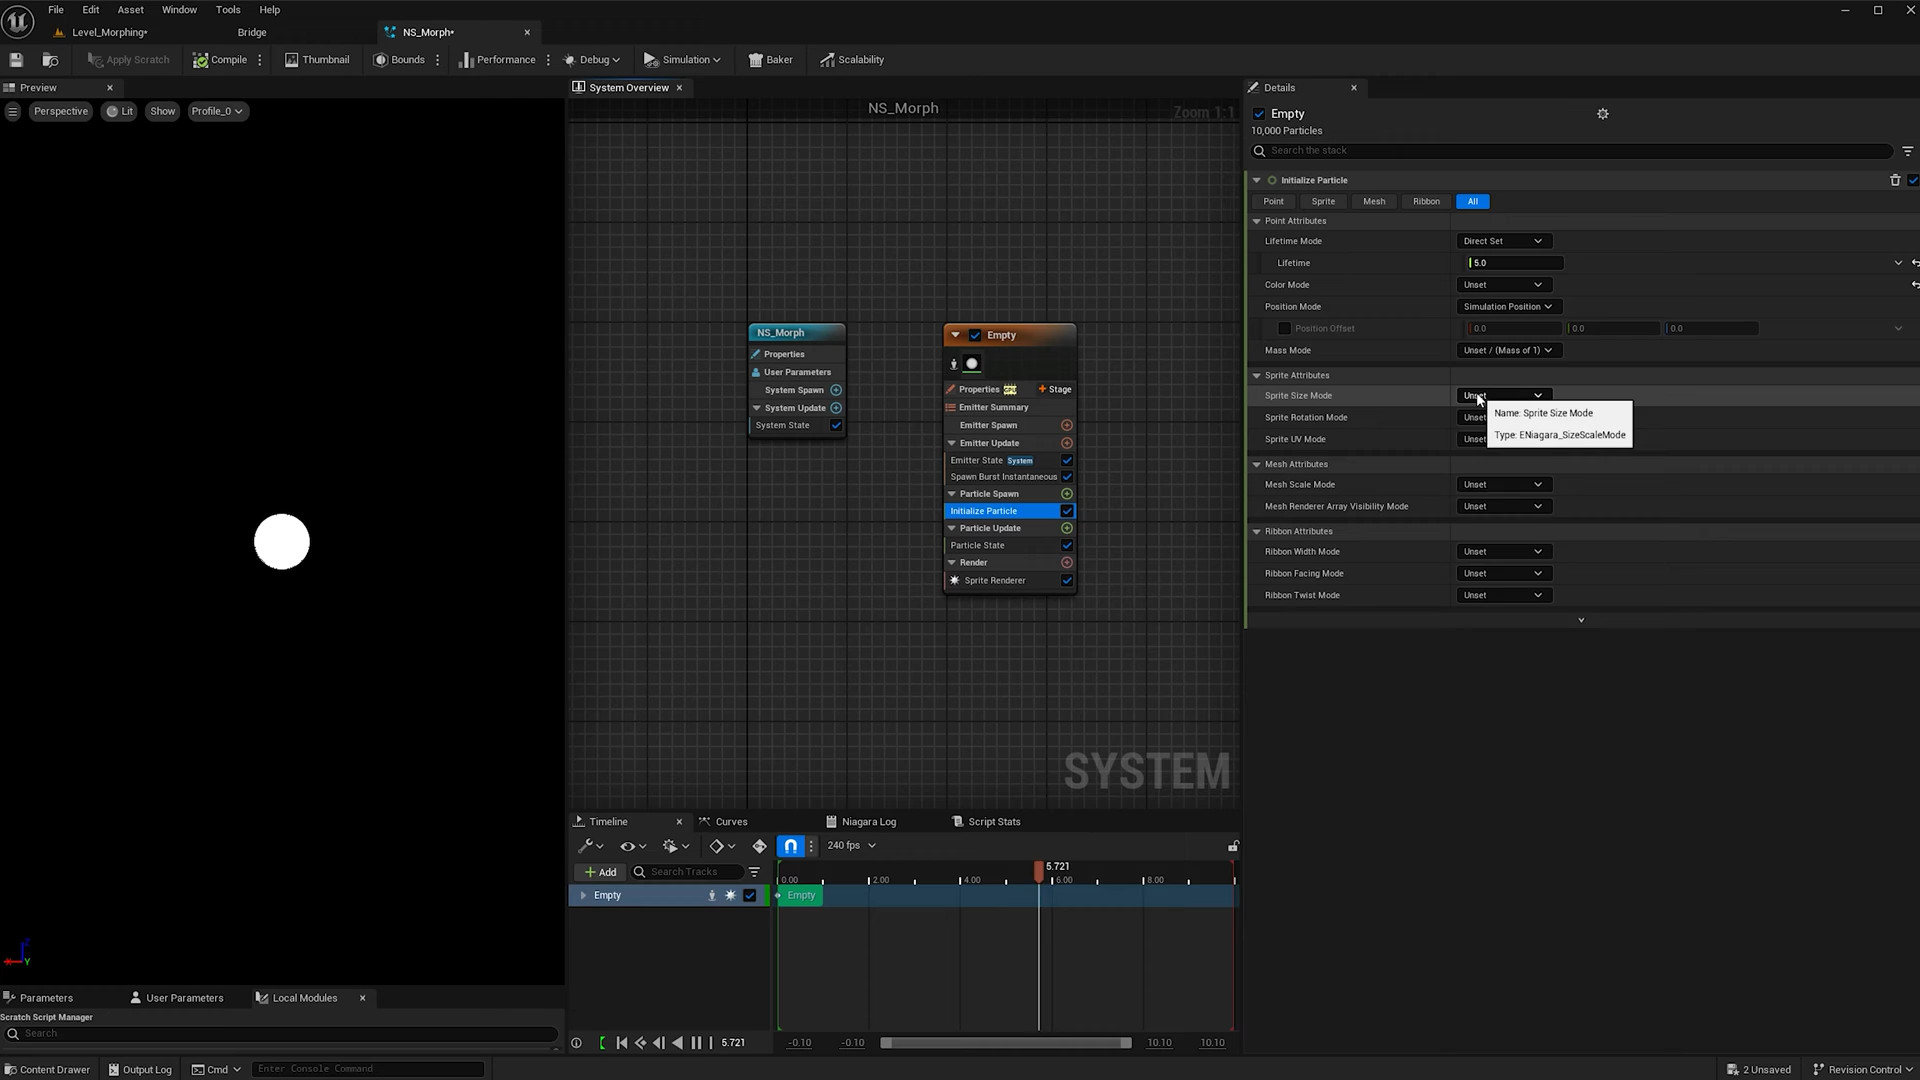 File Edit Asset Window Tools Help
Level_Morphing* Bridge NS_Morph*
Apply Scratch Compile Thumbnail Bounds Performance Debug Simulation Baker Scalability
Preview
Perspective Lit Show Profile_0
System Overview
NS_Morph
Zoom 1:1
NS_Morph
Properties
User Parameters
System Spawn
System Update
System State
Empty
Properties GPU Stage
Emitter Summary
Emitter Spawn
Emitter Update
Emitter State System
Spawn Burst Instantaneous
Particle Spawn
Initialize Particle
Particle Update
Particle State
Render
Sprite Renderer
SYSTEM
Details
Empty
10,000 Particles
Search the stack
Initialize Particle
Point Sprite Mesh Ribbon All
Point Attributes
Lifetime Mode Direct Set
Lifetime 5.0
Color Mode Unset
Position Mode Simulation Position
Position Offset 0.0 0.0 0.0
Mass Mode Unset / (Mass of 1)
Sprite Attributes
Sprite Size Mode Unset
Name: Sprite Size Mode
Type: ENiagara_SizeScaleMode
Sprite Rotation Mode Unset
Sprite UV Mode Unset
Mesh Attributes
Mesh Scale Mode Unset
Mesh Renderer Array Visibility Mode Unset
Ribbon Attributes
Ribbon Width Mode Unset
Ribbon Facing Mode Unset
Ribbon Twist Mode Unset
Timeline Curves Niagara Log Script Stats
240 fps
Add Search Tracks
5.721
0.00 2.00 4.00 6.00 8.00
Empty Empty
5.721 -0.10 -0.10 10.10 10.10
X Y Z
Parameters User Parameters Local Modules
Scratch Script Manager
Search
Content Drawer Output Log Cmd Enter Console Command 2 Unsaved Revision Control